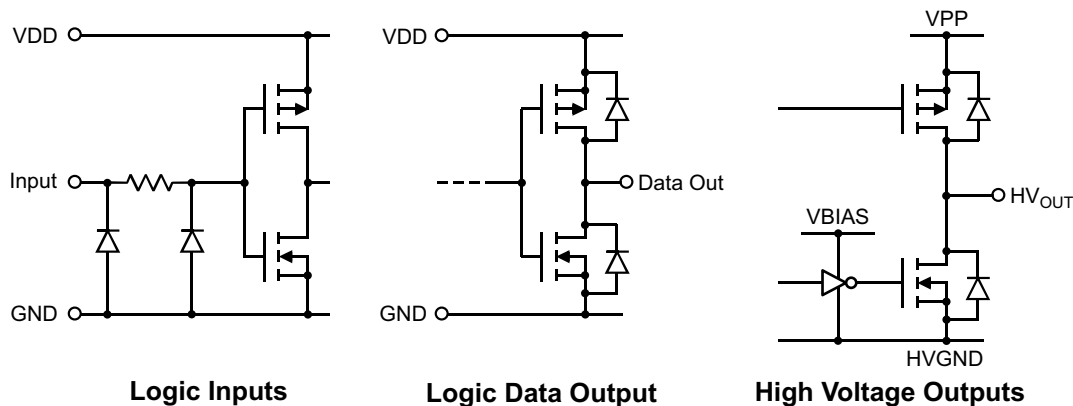 VDD
Input
GND
Logic Inputs
VDD
Data Out
GND
Logic Data Output
VPP
HVOUT
VBIAS
HVGND
High Voltage Outputs